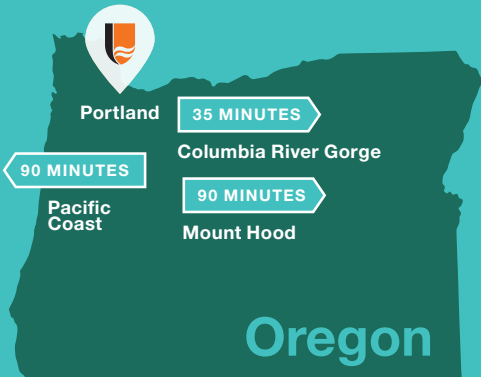 Portland
35 MINUTES
Columbia River Gorge
90 MINUTES
Pacific
Coast
90 MINUTES
Mount Hood
Oregon